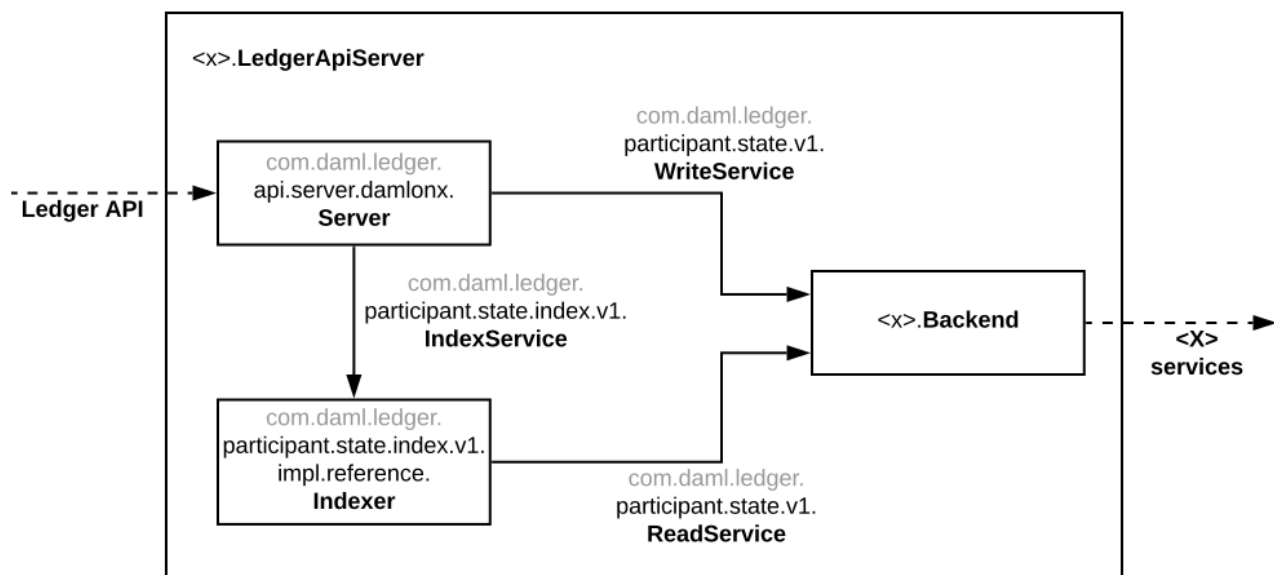 <x>.LedgerApiServer
com.daml.ledger.
participant.state.v1.
WriteService
com.daml.ledger.
api.server.damlonx.
Server
Ledger API
com.daml.ledger.
participant.state.index.v1.
IndexService
<x>.Backend
<X>
services
com.daml.ledger.
participant.state.index.v1.
impl.reference.
Indexer
com.daml.ledger.
participant.state.v1.
ReadService